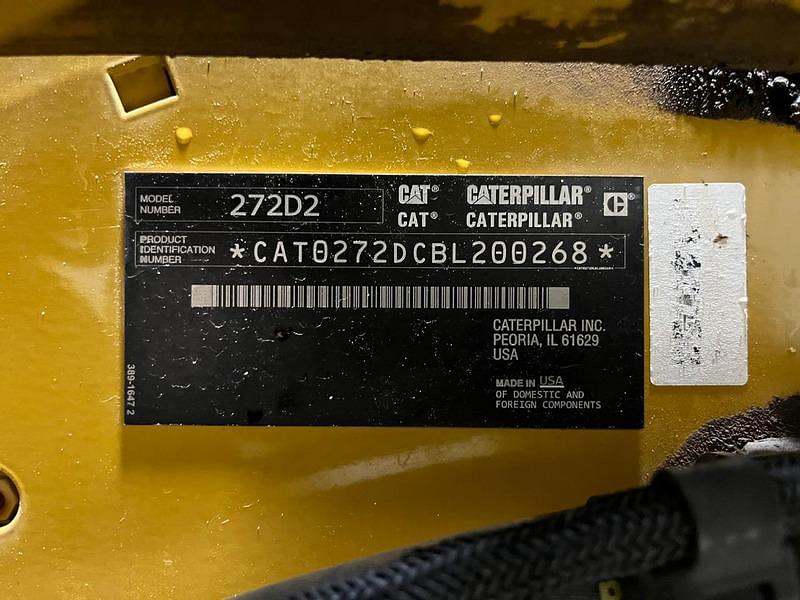 MODEL NUMBER 272D2
CAT® CATERPILLAR® C
CAT® CATERPILLAR®
PRODUCT IDENTIFICATION NUMBER *CAT0272DCBL200268*
CATERPILLAR INC.
PEORIA, IL 61629
USA
MADE IN USA
OF DOMESTIC AND
FOREIGN COMPONENTS
389-1647 2